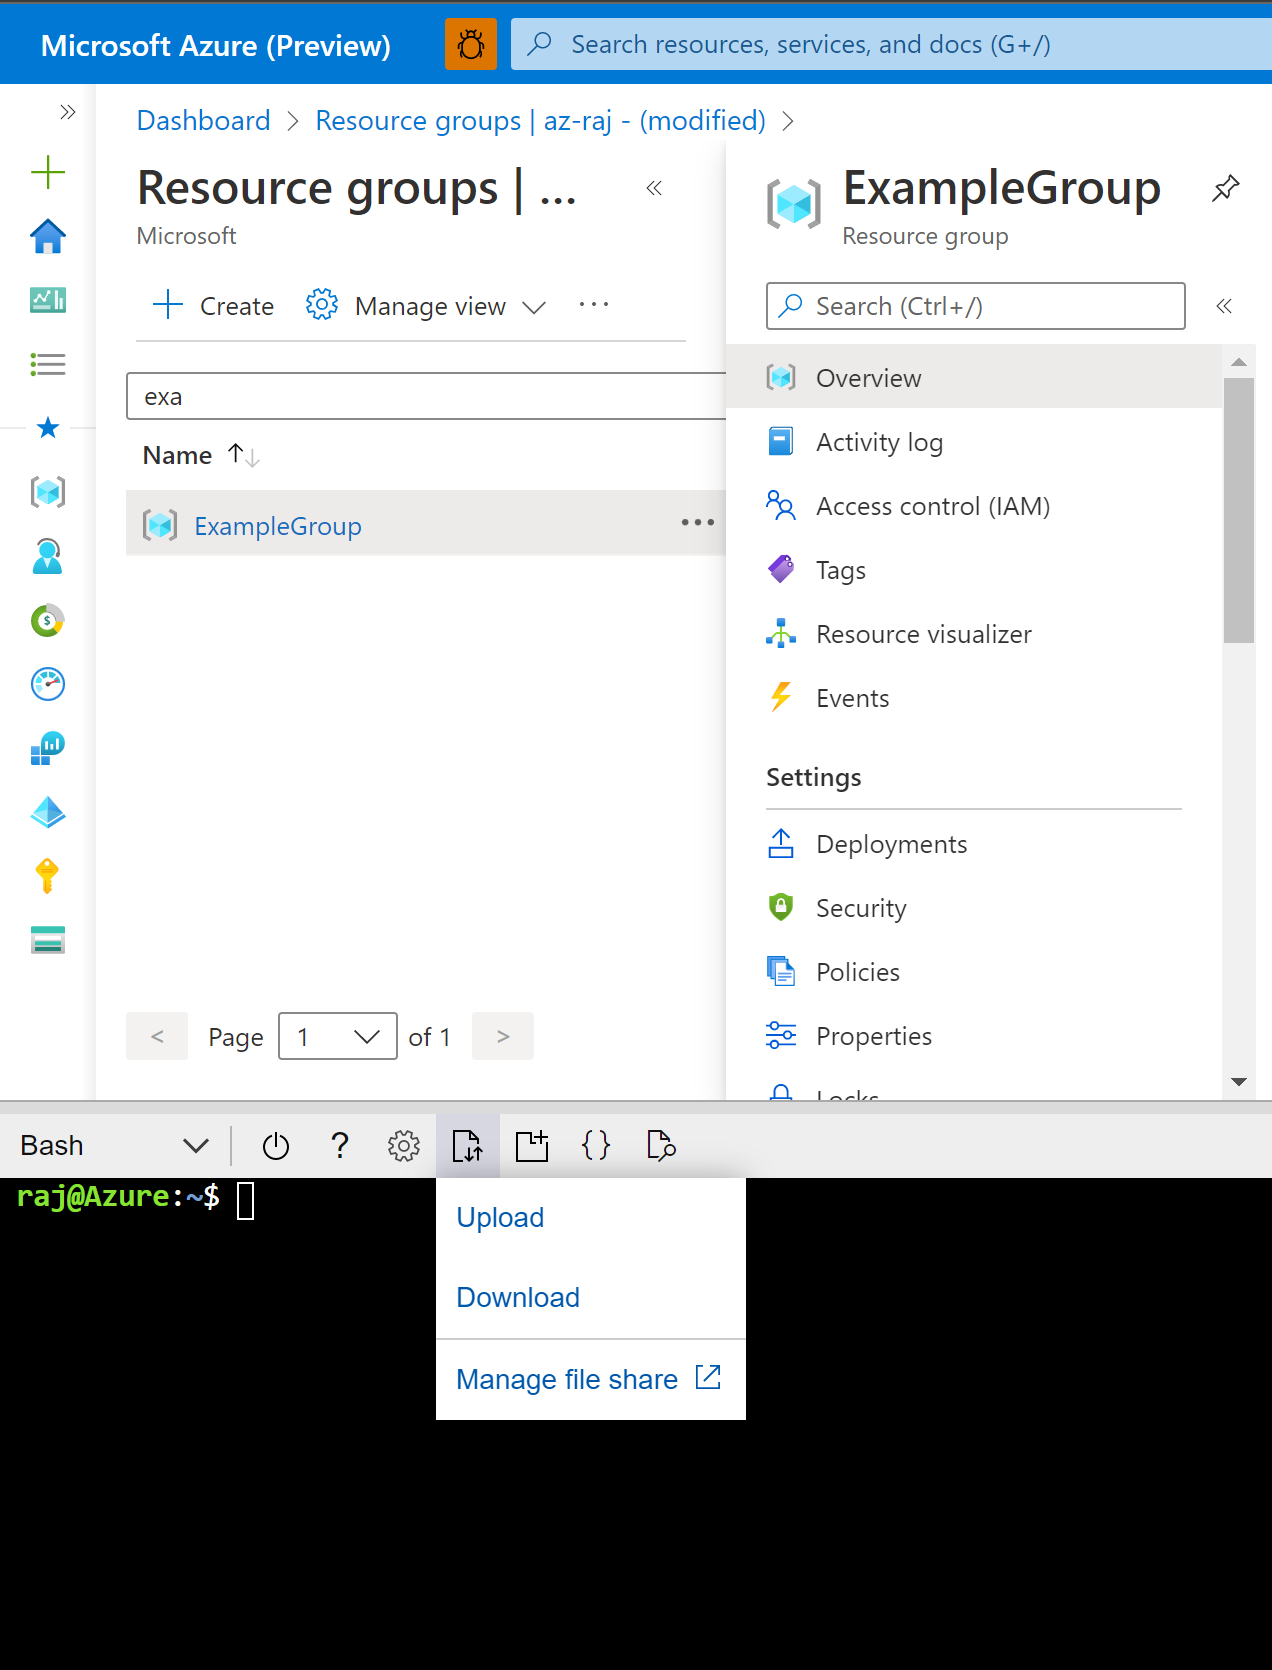 Microsoft Azure (Preview)
Search resources, services, and docs (G+/)
Dashboard > Resource groups | az-raj - (modified) >
Resource groups | ...
Microsoft
Create
Manage view
exa
Name
ExampleGroup
< Page 1 of 1 >
ExampleGroup
Resource group
Search (Ctrl+/)
Overview
Activity log
Access control (IAM)
Tags
Resource visualizer
Events
Settings
Deployments
Security
Policies
Properties
Locks
Bash
raj@Azure:~$
Upload
Download
Manage file share